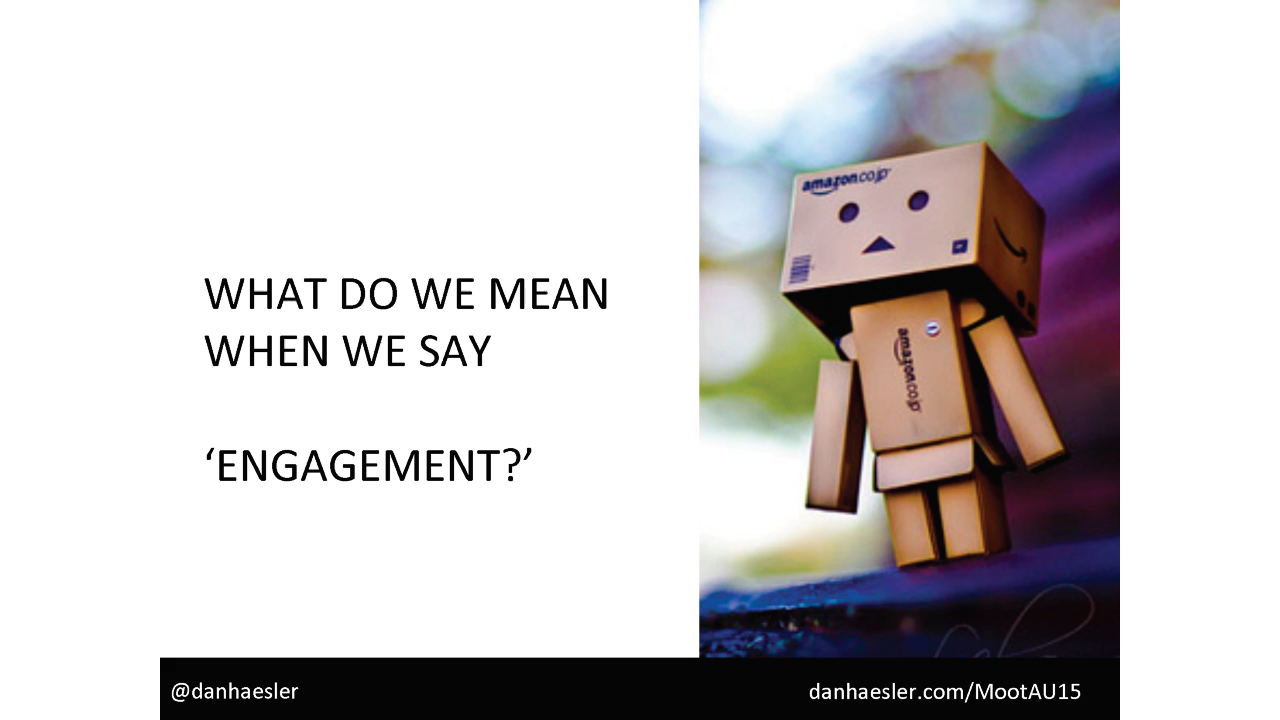 WHAT DO WE MEAN
WHEN WE SAY
‘ENGAGEMENT?’
amazon.co.jp
amazon.co.jp
@danhaesler
danhaesler.com/MootAU15